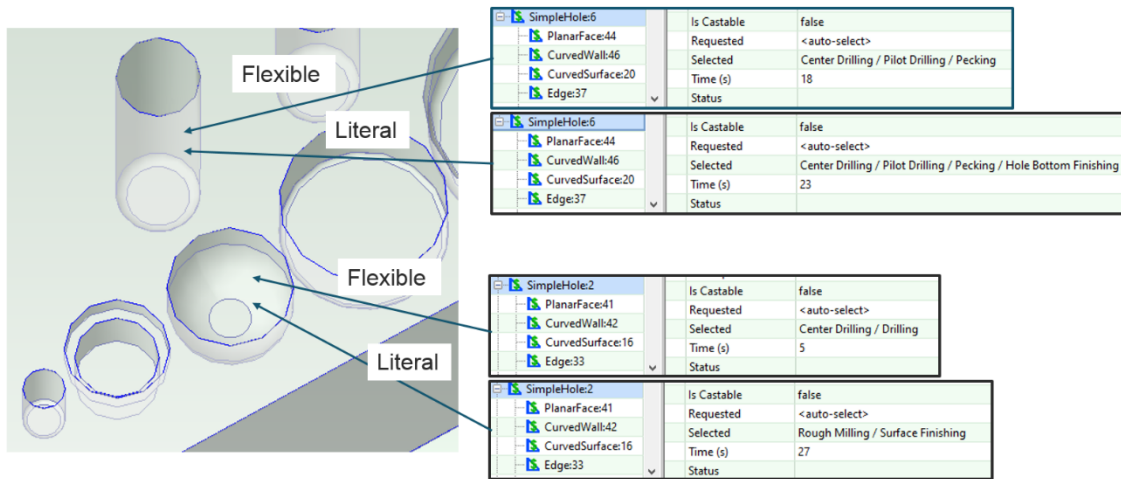 Flexible
Literal
Flexible
Literal
SimpleHole:6
PlanarFace:44
CurvedWall:46
CurvedSurface:20
Edge:37
Is Castable false
Requested <auto-select>
Selected Center Drilling / Pilot Drilling / Pecking
Time (s) 18
Status
SimpleHole:6
PlanarFace:44
CurvedWall:46
CurvedSurface:20
Edge:37
Is Castable false
Requested <auto-select>
Selected Center Drilling / Pilot Drilling / Pecking / Hole Bottom Finishing
Time (s) 23
Status
SimpleHole:2
PlanarFace:41
CurvedWall:42
CurvedSurface:16
Edge:33
Is Castable false
Requested <auto-select>
Selected Center Drilling / Drilling
Time (s) 5
Status
SimpleHole:2
PlanarFace:41
CurvedWall:42
CurvedSurface:16
Edge:33
Is Castable false
Requested <auto-select>
Selected Rough Milling / Surface Finishing
Time (s) 27
Status